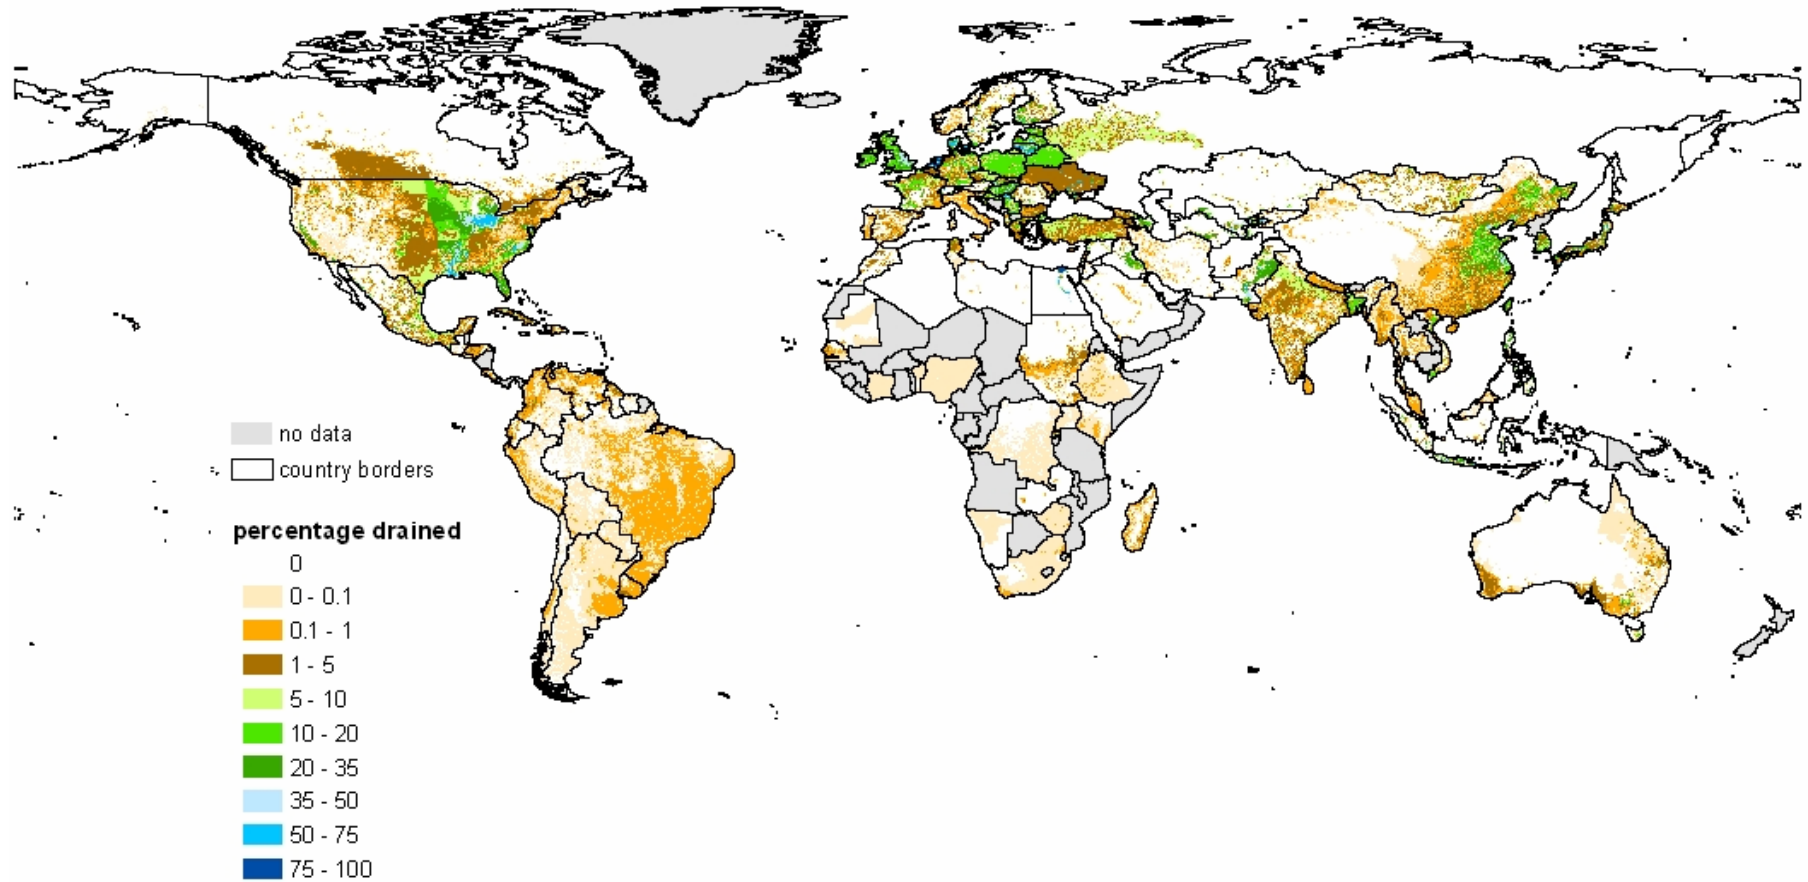 no data
country borders
percentage drained
0
0 - 0.1
0.1 - 1
1 - 5
5 - 10
10 - 20
20 - 35
35 - 50
50 - 75
75 - 100